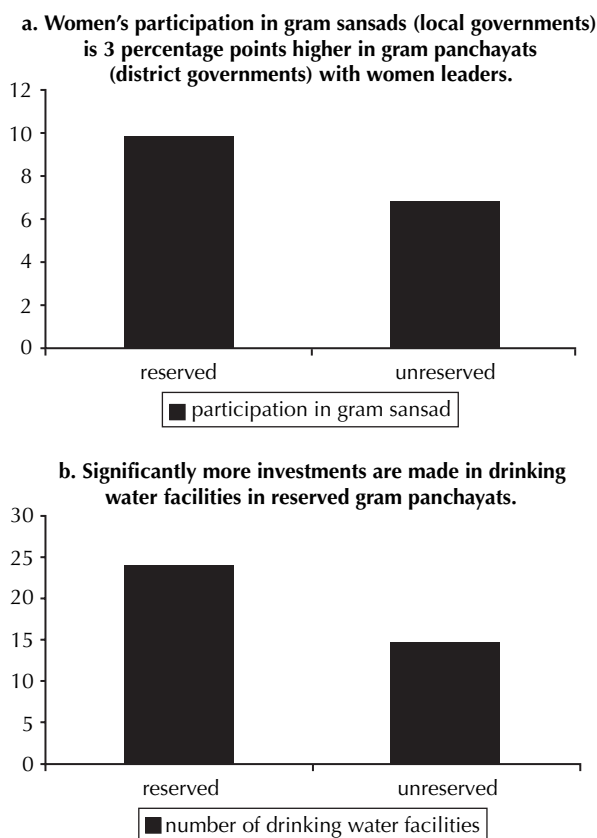 a. Women’s participation in gram sansads (local governments)
is 3 percentage points higher in gram panchayats
(district governments) with women leaders.
12
10
8
6
4
2
0
reserved
unreserved
participation in gram sansad
b. Significantly more investments are made in drinking
water facilities in reserved gram panchayats.
30
25
20
15
10
5
0
reserved
unreserved
number of drinking water facilities